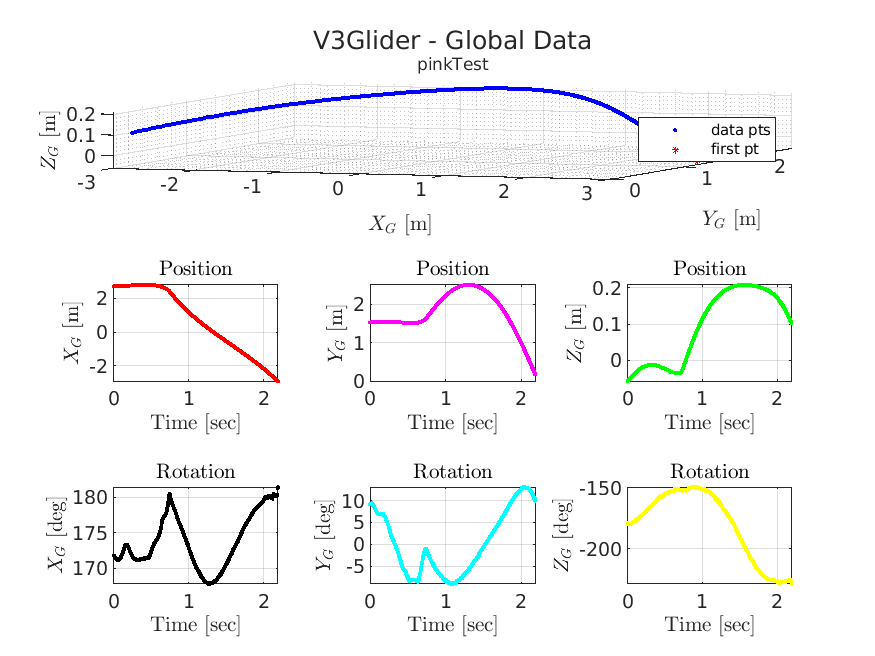 V3Glider - Global Data
pinkTest
Z_G [m]
0.2
0.1
0
-3
-2
-1
0
1
2
3
X_G [m]
0
1
2
Y_G [m]
data pts
first pt
Position
X_G [m]
2
0
-2
0
1
2
Time [sec]
Position
Y_G [m]
2
1
0
0
1
2
Time [sec]
Position
Z_G [m]
0.2
0.1
0
0
1
2
Time [sec]
Rotation
X_G [deg]
180
175
170
0
1
2
Time [sec]
Rotation
Y_G [deg]
10
5
0
-5
0
1
2
Time [sec]
Rotation
Z_G [deg]
-150
-200
0
1
2
Time [sec]